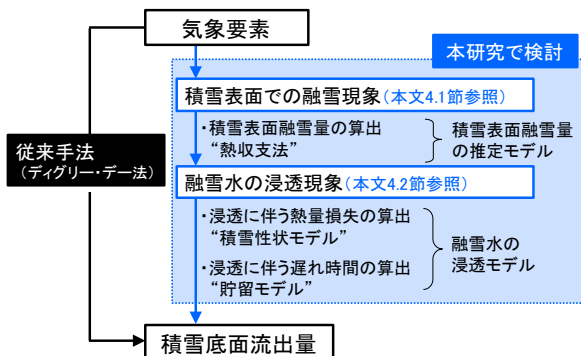 気象要素
本研究で検討
積雪表面での融雪現象(本文4.1節参照)
・積雪表面融雪量の算出
“熱収支法”
積雪表面融雪量
の推定モデル
従来手法
(ディグリー・デー法)
融雪水の浸透現象(本文4.2節参照)
・浸透に伴う熱量損失の算出
“積雪性状モデル”
・浸透に伴う遅れ時間の算出
“貯留モデル”
融雪水の
浸透モデル
積雪底面流出量